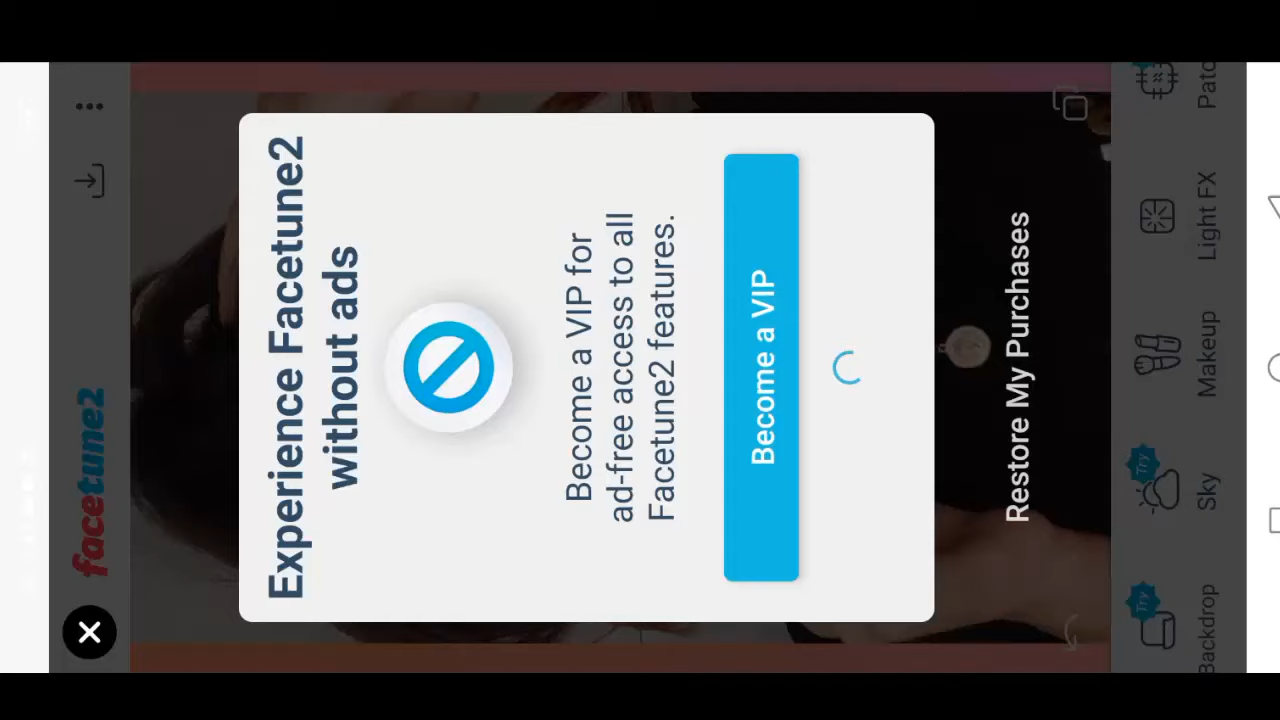 facetune2
Experience Facetune2
without ads
Become a VIP for
ad-free access to all
Facetune2 features.
Become a VIP
Restore My Purchases
Try
Try
Backdrop
Sky
Makeup
Light FX
Patc